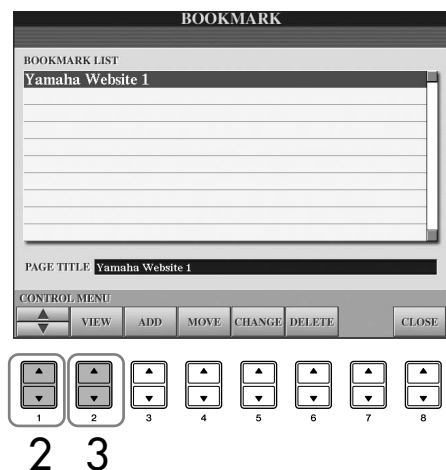 BOOKMARK
BOOKMARK LIST
Yamaha Website 1
PAGE TITLE Yamaha Website 1
CONTROL MENU
VIEW ADD MOVE CHANGE DELETE CLOSE
1 2 3 4 5 6 7 8
2 3